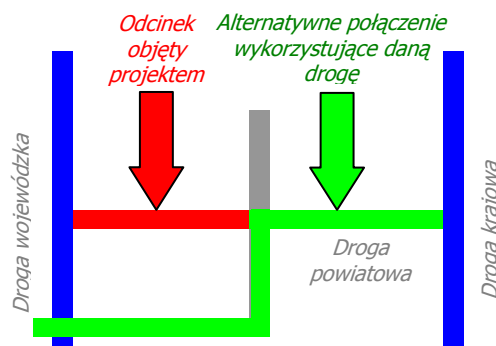 Odcinek
objęty
projektem
Alternatywne połączenie
wykorzystujące daną
drogę
Droga wojewódzka
Droga
powiatowa
Droga krajowa